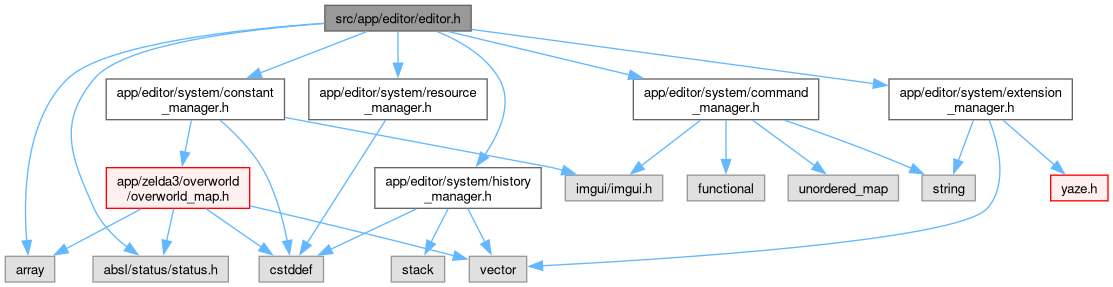 src/app/editor/editor.h
app/editor/system/constant
_manager.h
app/editor/system/resource
_manager.h
app/editor/system/command
_manager.h
app/editor/system/extension
_manager.h
app/zelda3/overworld
/overworld_map.h
app/editor/system/history
_manager.h
imgui/imgui.h
functional
unordered_map
string
yaze.h
array
absl/status/status.h
cstddef
stack
vector